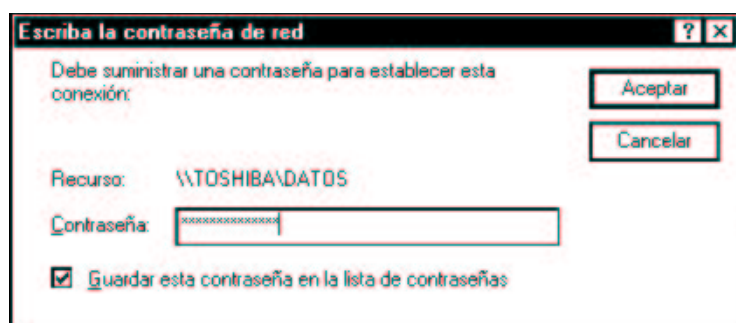 Escriba la contraseña de red ? ×
Debe suministrar una contraseña para establecer esta
conexión:
Aceptar
Cancelar
Recurso: \\TOSHIBA\DATOS
Contraseña: **************
Guardar esta contraseña en la lista de contraseñas